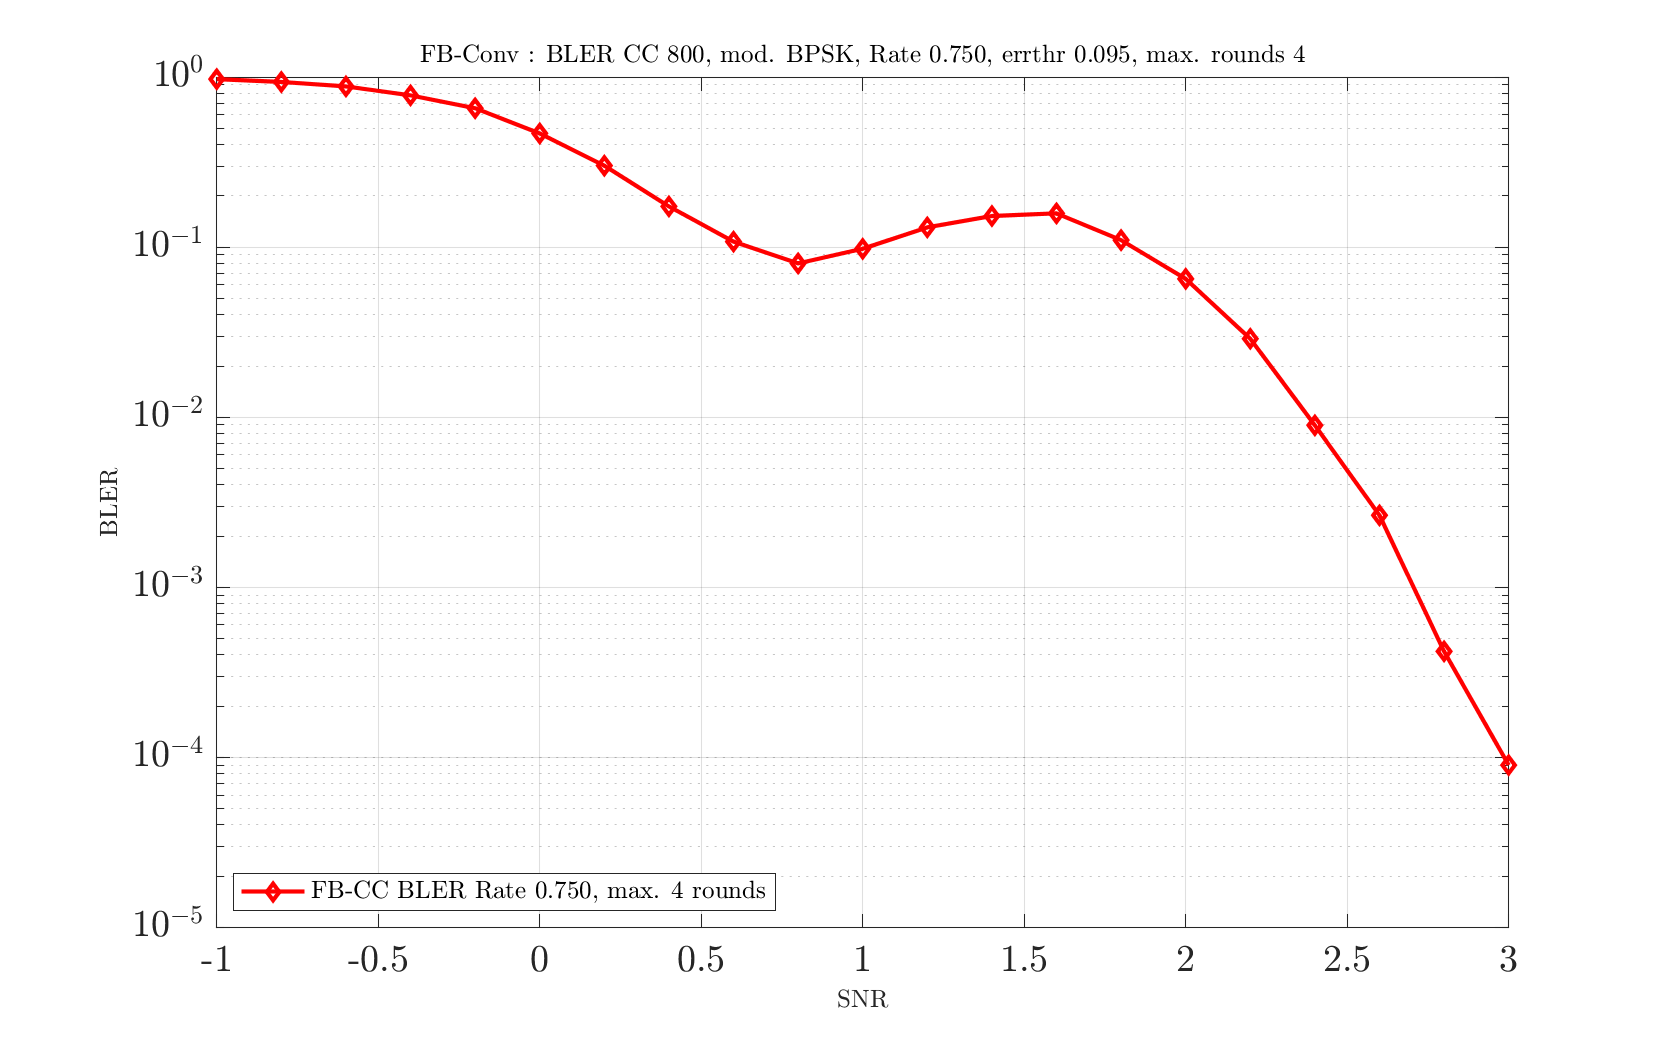 FB-Conv : BLER CC 800, mod. BPSK, Rate 0.750, errthr 0.095, max. rounds 4
10^0
10^-1
10^-2
10^-3
10^-4
10^-5
BLER
FB-CC BLER Rate 0.750, max. 4 rounds
-1 -0.5 0 0.5 1 1.5 2 2.5 3
SNR